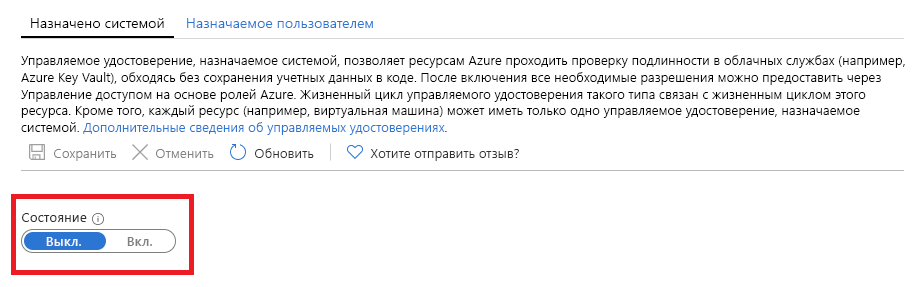 Назначено системой Назначаемое пользователем
Управляемое удостоверение, назначаемое системой, позволяет ресурсам Azure проходить проверку подлинности в облачных службах (например,
Azure Key Vault), обходясь без сохранения учетных данных в коде. После включения все необходимые разрешения можно предоставить через
Управление доступом на основе ролей Azure. Жизненный цикл управляемого удостоверения такого типа связан с жизненным циклом этого
ресурса. Кроме того, каждый ресурс (например, виртуальная машина) может иметь только одно управляемое удостоверение, назначаемое
системой. Дополнительные сведения об управляемых удостоверениях.
Сохранить Отменить Обновить Хотите отправить отзыв?
Состояние
Выкл. Вкл.